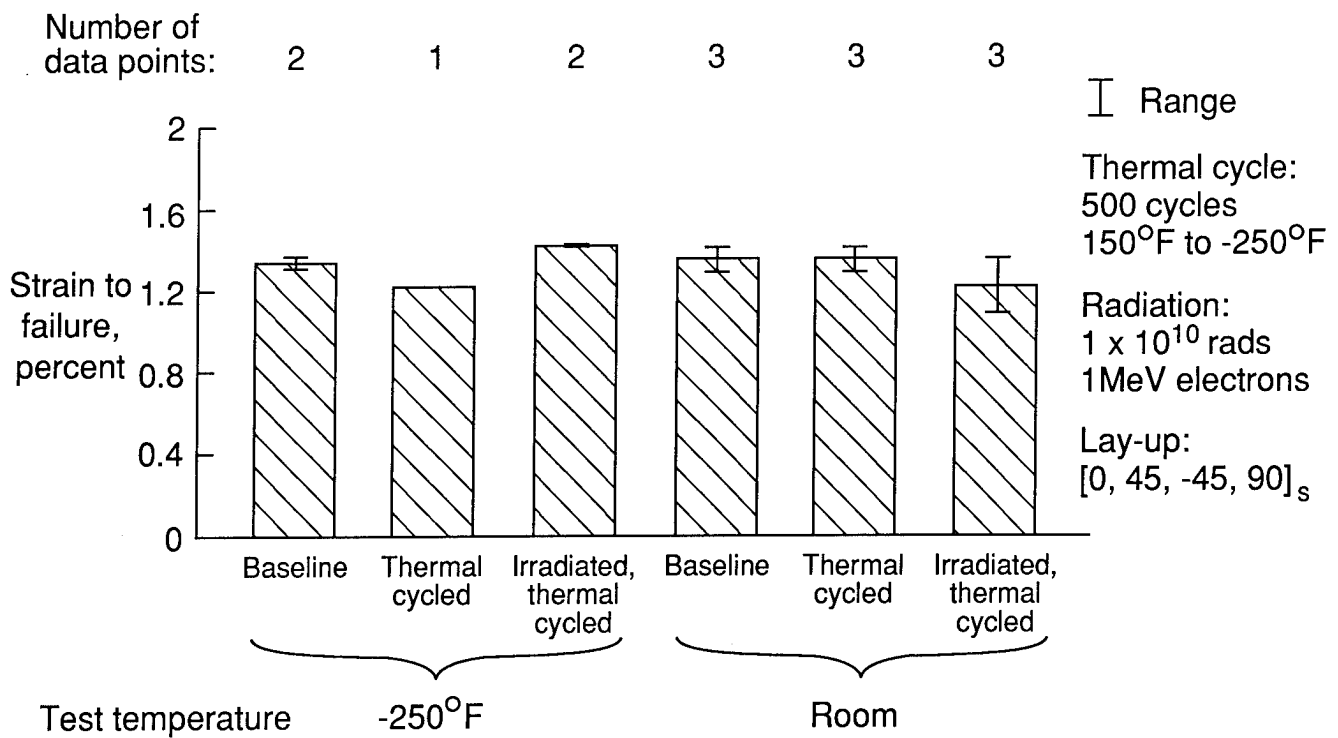 Number of
data points: 2 1 2 3 3 3
Range
Thermal cycle:
500 cycles
150°F to -250°F
Radiation:
1 x 10¹⁰ rads
1MeV electrons
Lay-up:
[0, 45, -45, 90]ₛ
Strain to
failure,
percent
2
1.6
1.2
0.8
0.4
0
Baseline Thermal cycled Irradiated, thermal cycled Baseline Thermal cycled Irradiated, thermal cycled
Test temperature -250°F Room